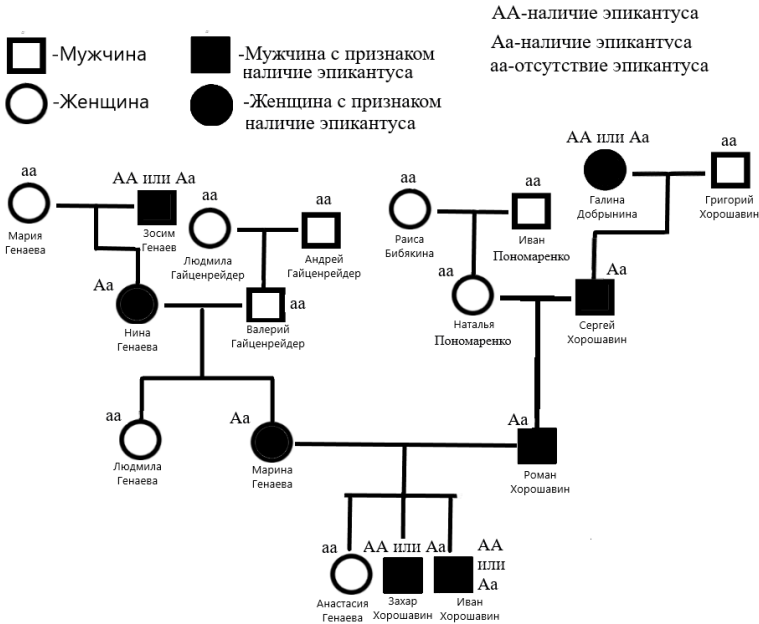 АА-наличие эпикантуса
Аа-наличие эпикантуса
аа-отсутствие эпикантуса
-Мужчина
-Мужчина с признаком
наличие эпикантуса
-Женщина
-Женщина с признаком
наличие эпикантуса
аа
Мария
Генаева
АА или Аа
Зосим
Генаев
аа
Людмила
Гайценрейдер
аа
Андрей
Гайценрейдер
аа
Раиса
Бибякина
аа
Иван
Пономаренко
АА или Аа
Галина
Добрынина
аа
Григорий
Хорошавин
Аа
Нина
Генаева
аа
Валерий
Гайценрейдер
аа
Наталья
Пономаренко
Аа
Сергей
Хорошавин
аа
Людмила
Генаева
Аа
Марина
Генаева
Аа
Роман
Хорошавин
аа
Анастасия
Генаева
АА или Аа
Захар
Хорошавин
АА
или
Аа
Иван
Хорошавин